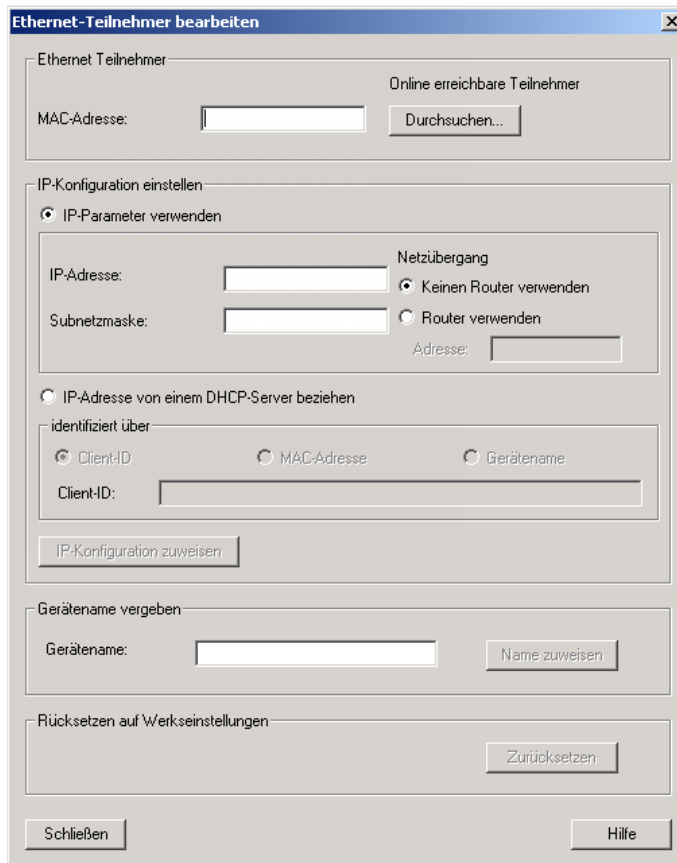 Ethernet-Teilnehmer bearbeiten
Ethernet Teilnehmer
Online erreichbare Teilnehmer
MAC-Adresse:
Durchsuchen...
IP-Konfiguration einstellen
IP-Parameter verwenden
Netzübergang
IP-Adresse:
Keinen Router verwenden
Subnetzmaske:
Router verwenden
Adresse:
IP-Adresse von einem DHCP-Server beziehen
identifiziert über
Client-ID
MAC-Adresse
Gerätename
Client-ID:
IP-Konfiguration zuweisen
Gerätename vergeben
Gerätename:
Name zuweisen
Rücksetzen auf Werkseinstellungen
Zurücksetzen
Schließen
Hilfe